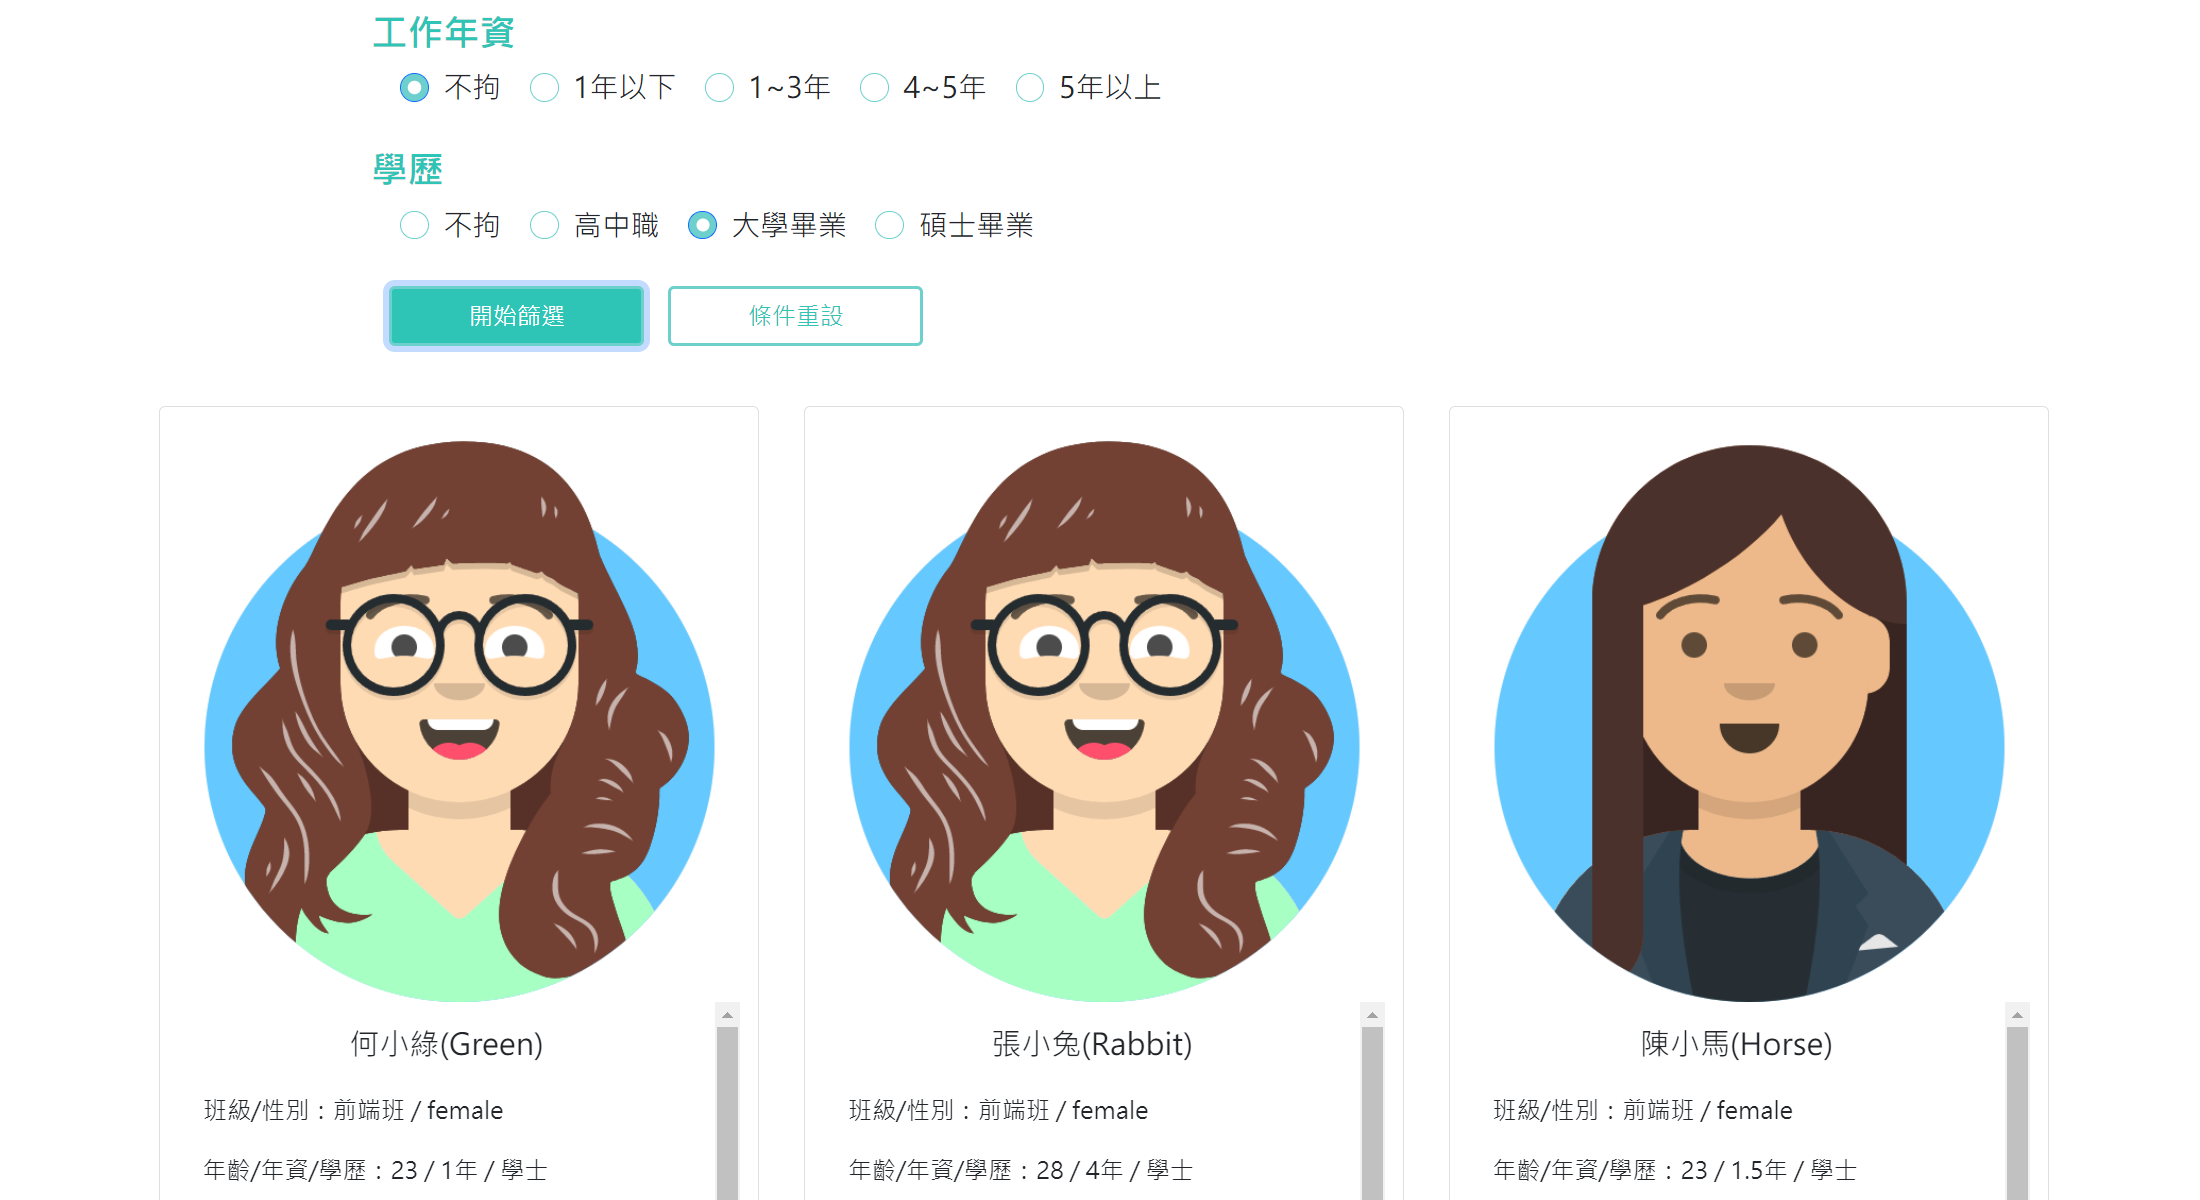 工作年資
不拘 1年以下 1~3年 4~5年 5年以上
學歷
不拘 高中職 大學畢業 碩士畢業
開始篩選 條件重設
何小綠(Green)
班級/性別：前端班 / female
年齡/年資/學歷：23 / 1年 / 學士
張小兔(Rabbit)
班級/性別：前端班 / female
年齡/年資/學歷：28 / 4年 / 學士
陳小馬(Horse)
班級/性別：前端班 / female
年齡/年資/學歷：23 / 1.5年 / 學士